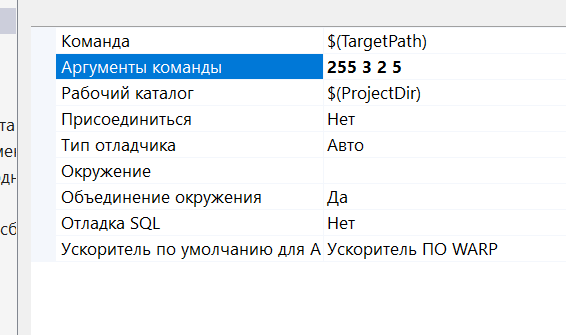 Команда $(TargetPath)
Аргументы команды 255 3 2 5
Рабочий каталог $(ProjectDir)
Присоединиться Нет
Тип отладчика Авто
Окружение
Объединение окружения Да
Отладка SQL Нет
Ускоритель по умолчанию для A Ускоритель ПО WARP